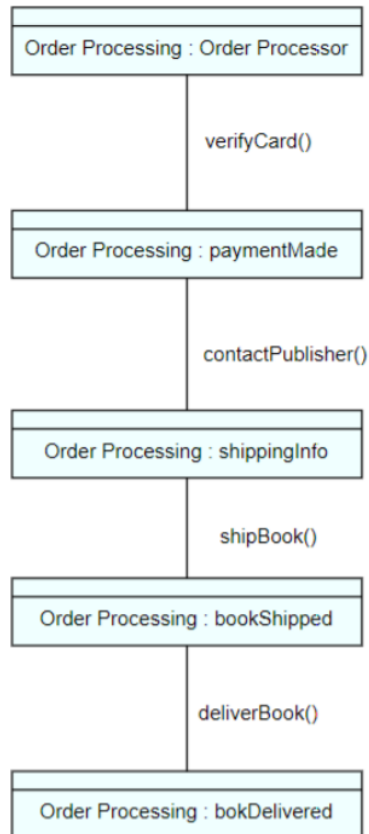 Order Processing : Order Processor
verifyCard()
Order Processing : paymentMade
contactPublisher()
Order Processing : shippingInfo
shipBook()
Order Processing : bookShipped
deliverBook()
Order Processing : bokDelivered